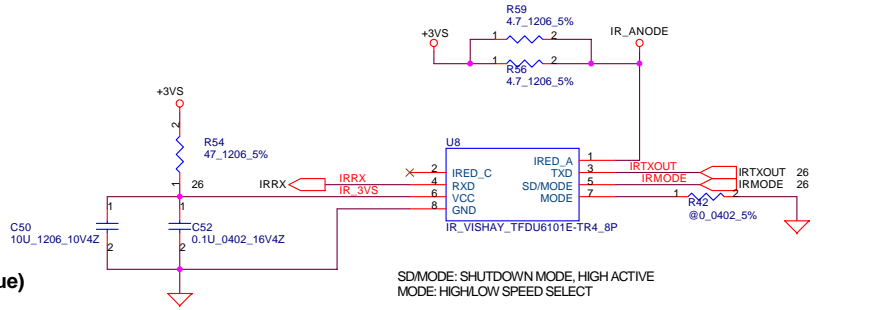 R59
4.7_1206_5%
+3VS
IR_ANODE
1
2
1
2
R56
4.7_1206_5%
+3VS
2
R54
47_1206_5%
1
26
U8
IRED_A
1
IRTXOUT
2
IRED_C
TXD
3
IRTXOUT 26
IRRX
IRRX
4
RXD
SD/MODE
5
IRMODE
IRMODE 26
IR_3VS
6
VCC
MODE
7
1
2
8
GND
R42
@0_0402_5%
IR_VISHAY_TFDU6101E-TR4_8P
1
1
C50
10U_1206_10V4Z
C52
0.1U_0402_16V4Z
2
2
ue)
SD/MODE: SHUTDOWN MODE, HIGH ACTIVE
MODE: HIGH/LOW SPEED SELECT